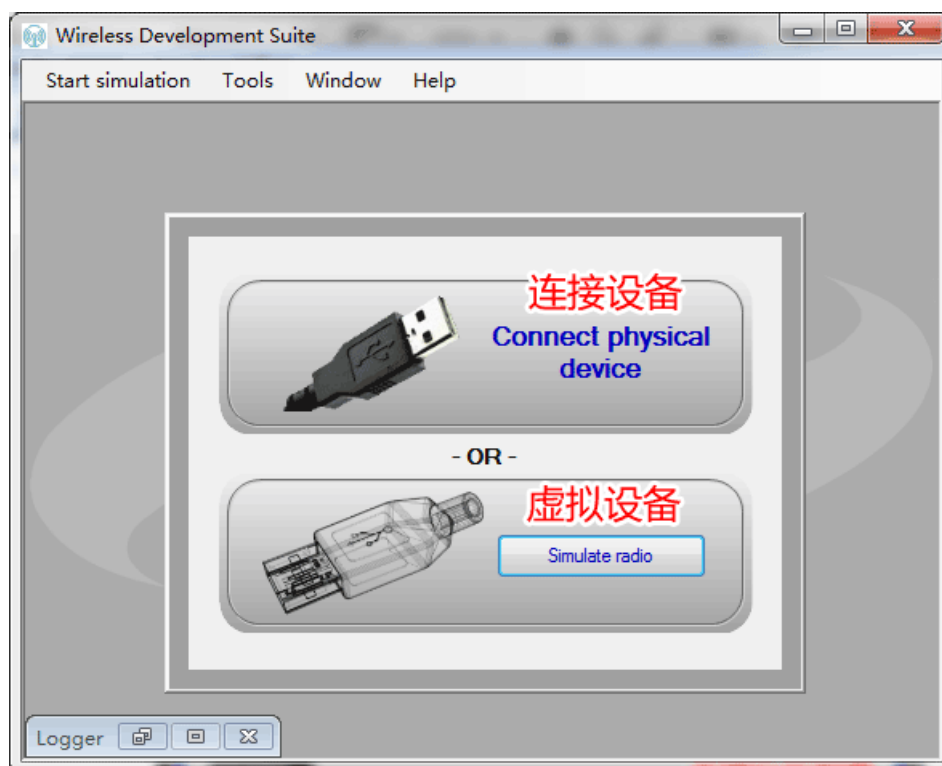 Wireless Development Suite
Start simulation Tools Window Help
连接设备
Connect physical
device
- OR -
虚拟设备
Simulate radio
Logger